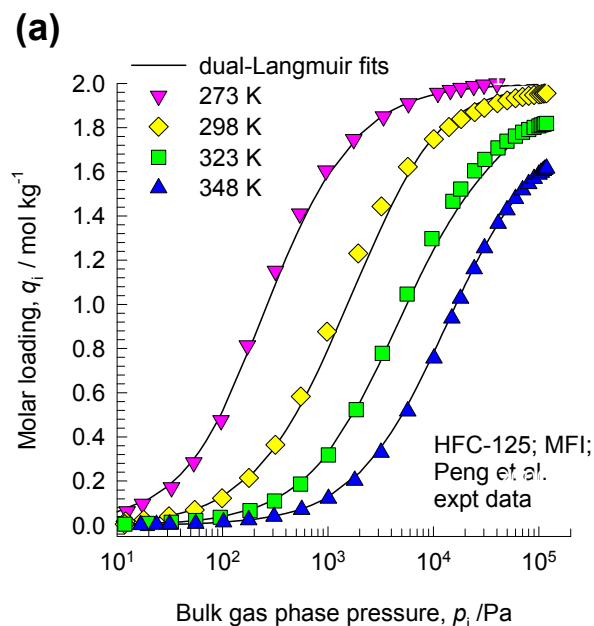 (a)
dual-Langmuir fits
273 K
298 K
323 K
348 K
2.0
1.8
1.6
1.4
1.2
1.0
0.8
0.6
0.4
0.2
0.0
Molar loading, qᵢ / mol kg⁻¹
HFC-125; MFI;
Peng et al.
expt data
10¹
10²
10³
10⁴
10⁵
Bulk gas phase pressure, pᵢ /Pa